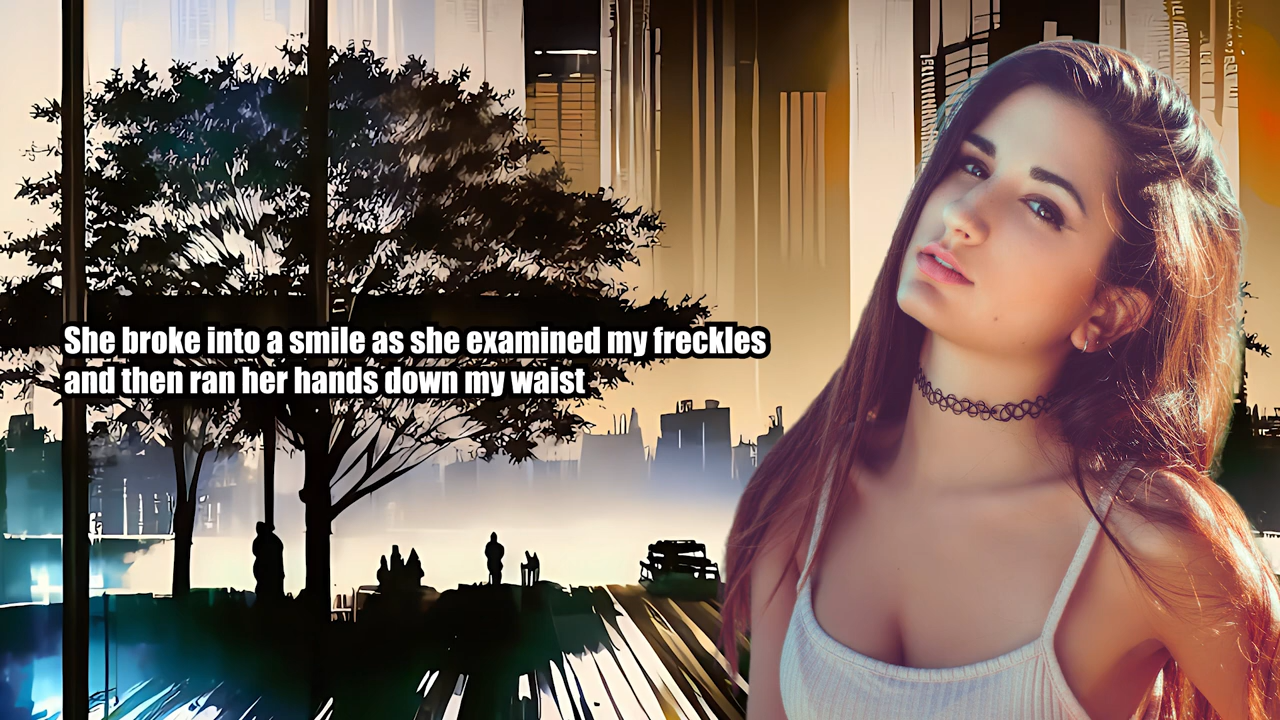 She broke into a smile as she examined my freckles
and then ran her hands down my waist